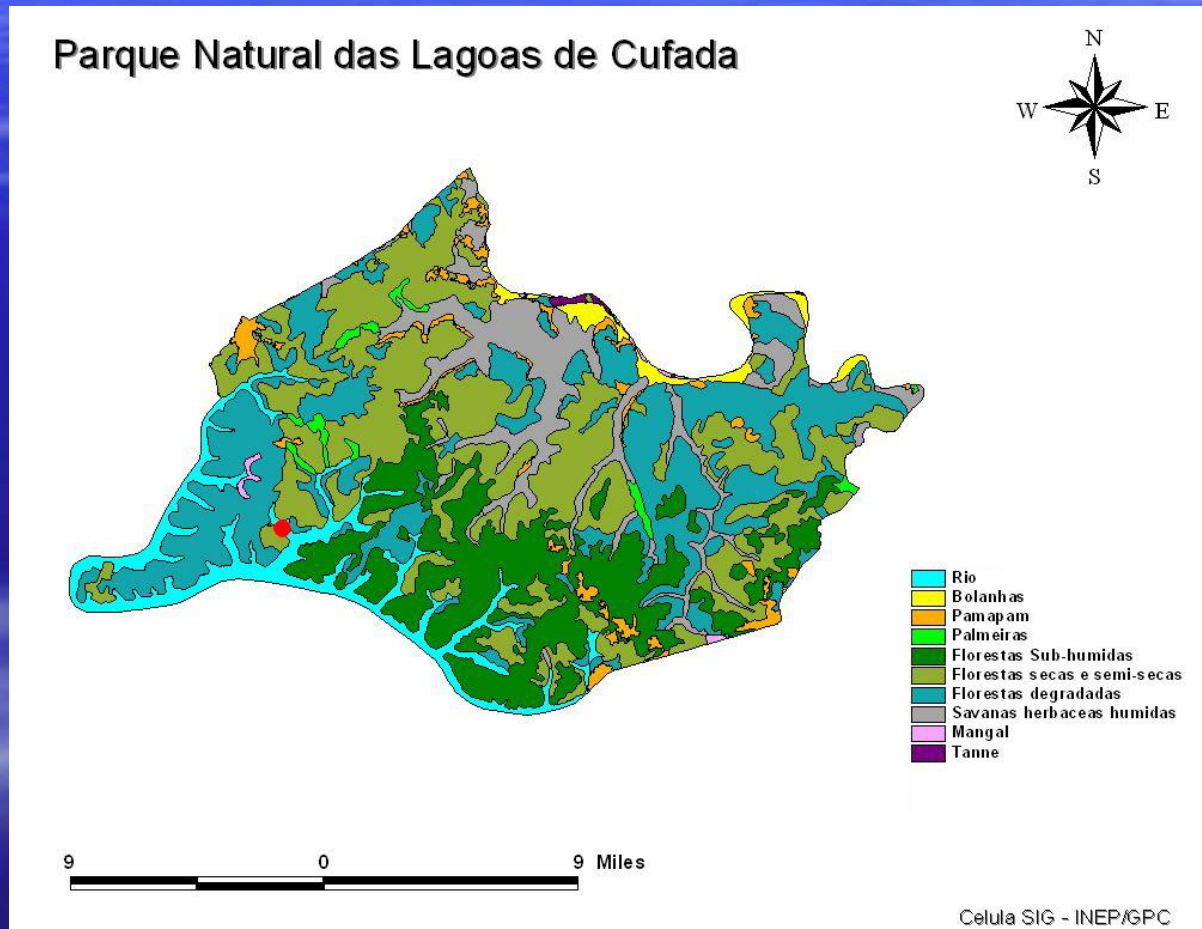 Parque Natural das Lagoas de Cufada
N
W E
S
Rio
Bolanhas
Pamapam
Palmeiras
Florestas Sub-humidas
Florestas secas e semi-secas
Florestas degradadas
Savanas herbaceas humidas
Mangal
Tanne
9 0 9 Miles
Celula SIG - INEP/GPC